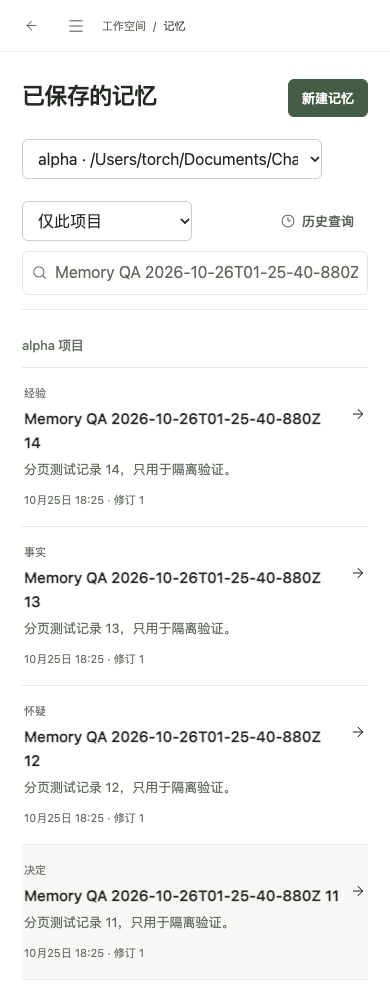 工作空间 / 记忆
已保存的记忆
新建记忆
alpha · /Users/torch/Documents/Cha
仅此项目
历史查询
Memory QA 2026-10-26T01-25-40-880Z
alpha 项目
经验
Memory QA 2026-10-26T01-25-40-880Z
14
分页测试记录 14，只用于隔离验证。
10月25日 18:25 · 修订 1
事实
Memory QA 2026-10-26T01-25-40-880Z
13
分页测试记录 13，只用于隔离验证。
10月25日 18:25 · 修订 1
怀疑
Memory QA 2026-10-26T01-25-40-880Z
12
分页测试记录 12，只用于隔离验证。
10月25日 18:25 · 修订 1
决定
Memory QA 2026-10-26T01-25-40-880Z 11
分页测试记录 11，只用于隔离验证。
10月25日 18:25 · 修订 1